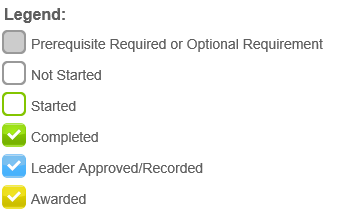 Legend:
Prerequisite Required or Optional Requirement
Not Started
Started
Completed
Leader Approved/Recorded
Awarded